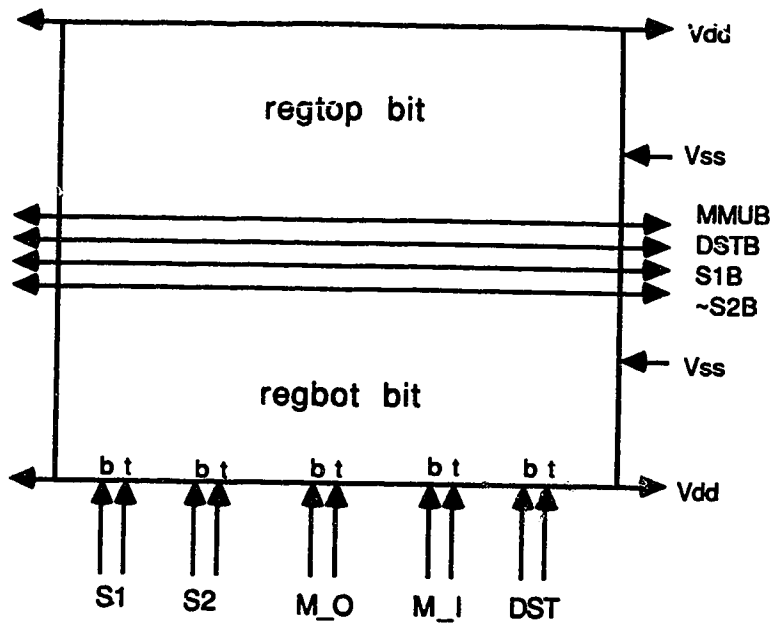 Vdd
regtop bit
Vss
MMUB
DSTB
S1B
~S2B
Vss
regbot bit
b t b t b t b t b t
Vdd
S1 S2 M_O M_I DST